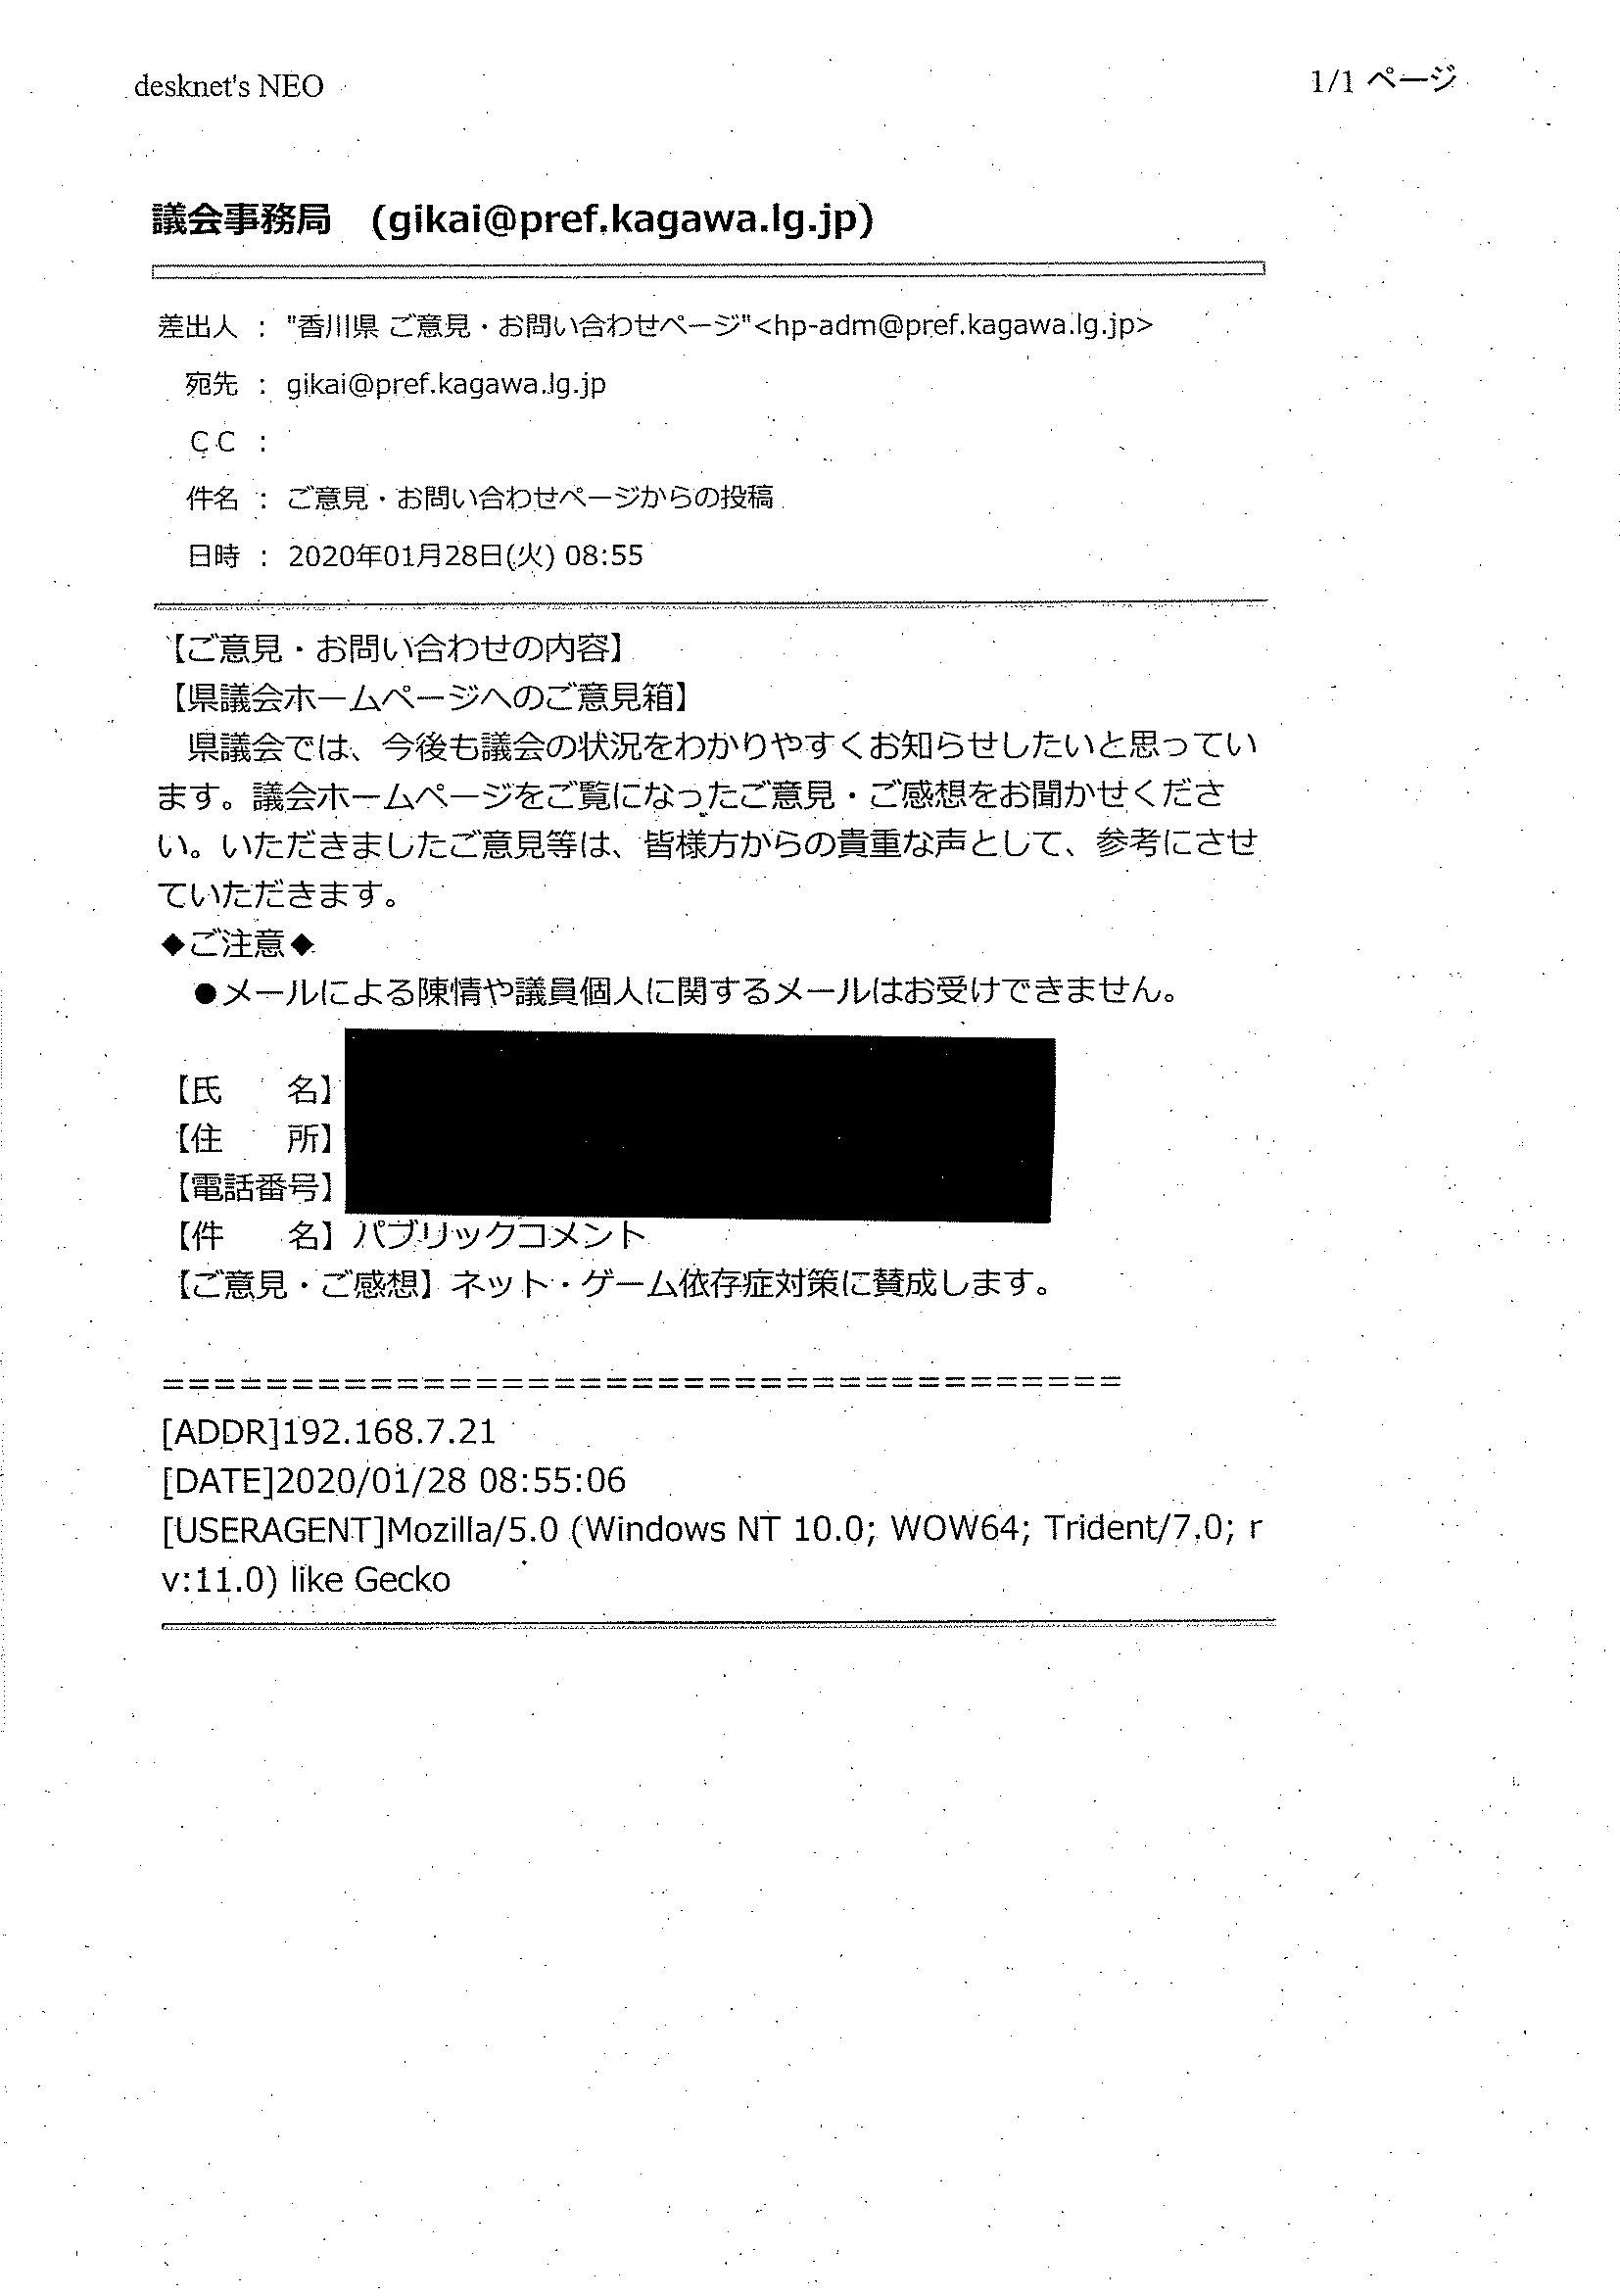 desknet's NEO
1/1 ページ
議会事務局　(gikai@pref.kagawa.lg.jp)
差出人 ： "香川県 ご意見・お問い合わせページ"<hp-adm@pref.kagawa.lg.jp>
宛先 ： gikai@pref.kagawa.lg.jp
CC ：
件名 ： ご意見・お問い合わせページからの投稿
日時 ： 2020年01月28日(火) 08:55
【ご意見・お問い合わせの内容】
【県議会ホームページへのご意見箱】
　県議会では、今後も議会の状況をわかりやすくお知らせしたいと思ってい
ます。議会ホームページをご覧になったご意見・ご感想をお聞かせくださ
い。いただきましたご意見等は、皆様方からの貴重な声として、参考にさせ
ていただきます。
◆ご注意◆
　●メールによる陳情や議員個人に関するメールはお受けできません。
【氏　　名】
【住　　所】
【電話番号】
【件　　名】パブリックコメント
【ご意見・ご感想】ネット・ゲーム依存症対策に賛成します。
=====================================
[ADDR]192.168.7.21
[DATE]2020/01/28 08:55:06
[USERAGENT]Mozilla/5.0 (Windows NT 10.0; WOW64; Trident/7.0; r
v:11.0) like Gecko